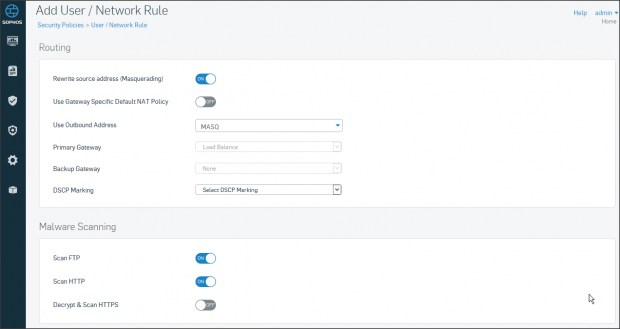 SOPHOS
Add User / Network Rule
Security Policies > User / Network Rule
Help
admin
Home
Routing
Rewrite source address (Masquerading)
ON
Use Gateway Specific Default NAT Policy
OFF
Use Outbound Address
MASQ
Primary Gateway
Load Balance
Backup Gateway
None
DSCP Marking
Select DSCP Marking
Malware Scanning
Scan FTP
ON
Scan HTTP
ON
Decrypt & Scan HTTPS
OFF